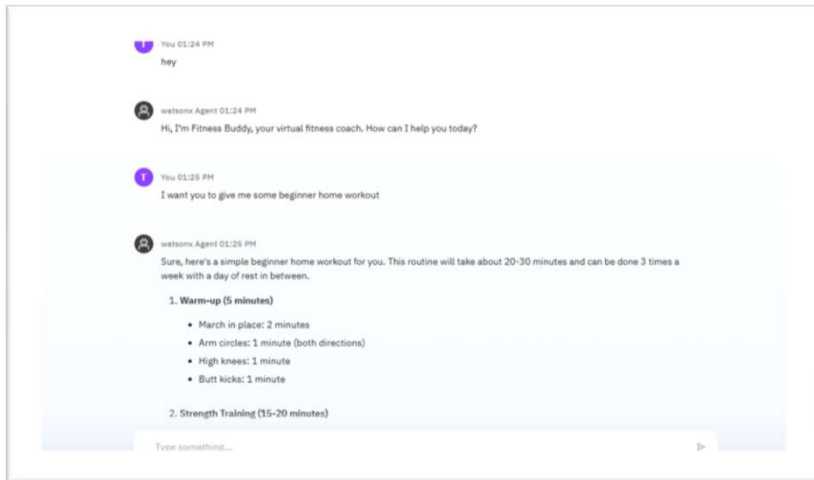 T You 01:24 PM
hey
watsonx Agent 01:24 PM
Hi, I'm Fitness Buddy, your virtual fitness coach. How can I help you today?
T You 01:25 PM
I want you to give me some beginner home workout
watsonx Agent 01:25 PM
Sure, here's a simple beginner home workout for you. This routine will take about 20-30 minutes and can be done 3 times a
week with a day of rest in between.
1. Warm-up (5 minutes)
• March in place: 2 minutes
• Arm circles: 1 minute (both directions)
• High knees: 1 minute
• Butt kicks: 1 minute
2. Strength Training (15-20 minutes)
Type something...